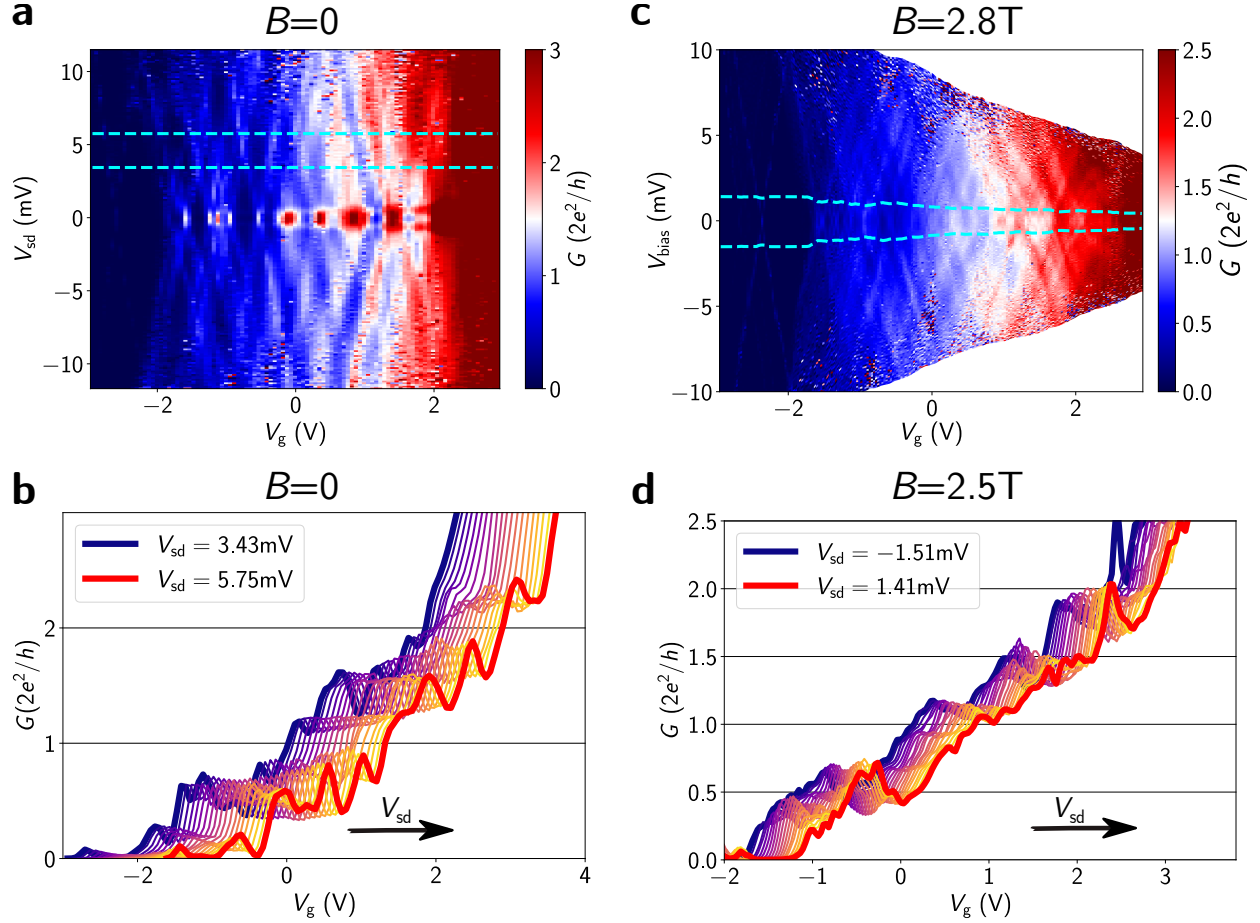 a
B=0
10
5
0
−5
−10
V_sd (mV)
−2
0
2
V_g (V)
3
2
1
0
G (2e²/h)
c
B=2.8T
10
5
0
−5
−10
V_bias (mV)
−2
0
2
V_g (V)
2.5
2.0
1.5
1.0
0.5
0.0
G (2e²/h)
b
B=0
V_sd = 3.43mV
V_sd = 5.75mV
2
1
0
G(2e²/h)
V_sd
−2
0
2
4
V_g (V)
d
B=2.5T
V_sd = −1.51mV
V_sd = 1.41mV
2.5
2.0
1.5
1.0
0.5
0.0
G (2e²/h)
V_sd
−2
−1
0
1
2
3
V_g (V)